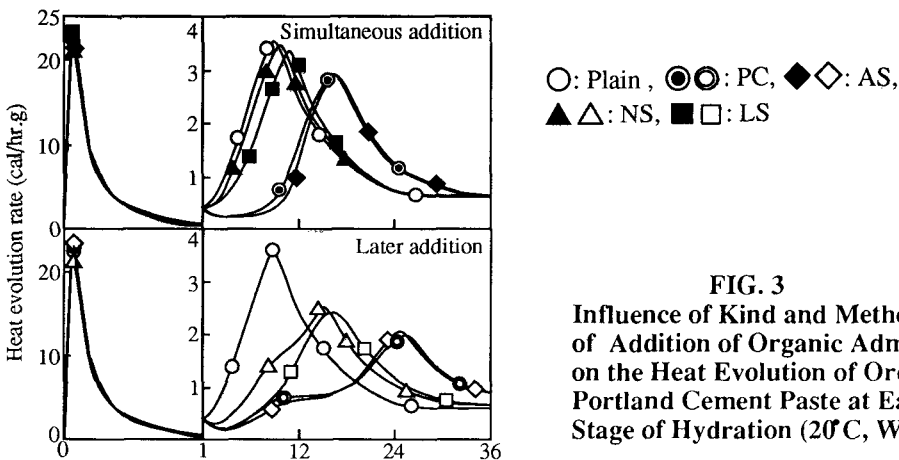 Heat evolution rate (cal/hr.g)
25
20
10
0
4
3
2
1
Simultaneous addition
20
10
0
4
3
2
1
Later addition
0 1 12 24 36
○: Plain, ◉◎: PC, ◆◇: AS,
▲△: NS, ■□: LS
FIG. 3
Influence of Kind and Metho
of Addition of Organic Adm
on the Heat Evolution of Or
Portland Cement Paste at Ea
Stage of Hydration (20°C, W